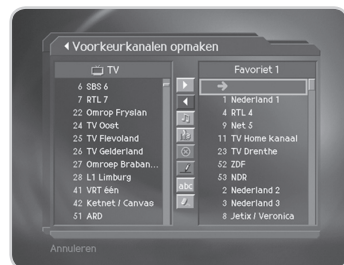 Voorkeurkanalen opmaken
TV
6 SBS 6
7 RTL 7
22 Omrop Fryslan
24 TV Oost
25 TV Flevoland
26 TV Gelderland
27 Omroep Braban...
28 L1 Limburg
41 VRT één
42 Ketnet / Canvas
51 ARD
abc
Favoriet 1
1 Nederland 1
4 RTL 4
9 Net 5
11 TV Home kanaal
23 TV Drenthe
52 ZDF
53 NDR
2 Nederland 2
3 Nederland 3
8 Jetix / Veronica
Annuleren